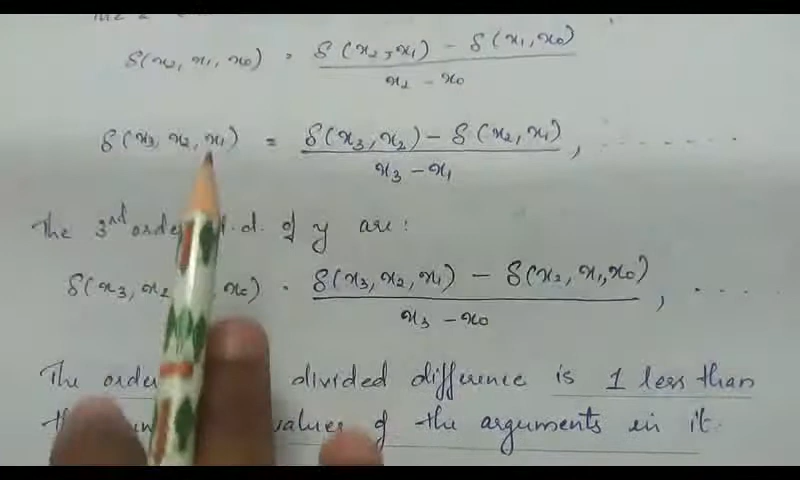 δ(x₂, x₁, x₀) = δ(x₂, x₁) − δ(x₁, x₀) / x₂ − x₀
δ(x₃, x₂, x₁) = δ(x₃, x₂) − δ(x₂, x₁) / x₃ − x₁ , ........
The 3rd orde d.d. of y are :
δ(x₃, x₂ x₀) = δ(x₃, x₂, x₁) − δ(x₂, x₁, x₀) / x₃ − x₀ , ....
The order divided difference is 1 less than
values of the arguments in it.